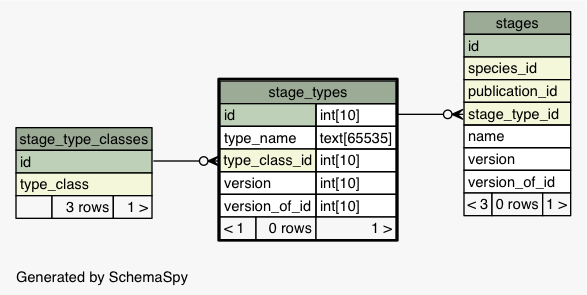 stages
id
species_id
publication_id
stage_type_id
name
version
version_of_id
< 3 0 rows 1 >
stage_types
id int[10]
type_name text[65535]
type_class_id int[10]
version int[10]
version_of_id int[10]
< 1 0 rows 1 >
stage_type_classes
id
type_class
3 rows 1 >
Generated by SchemaSpy